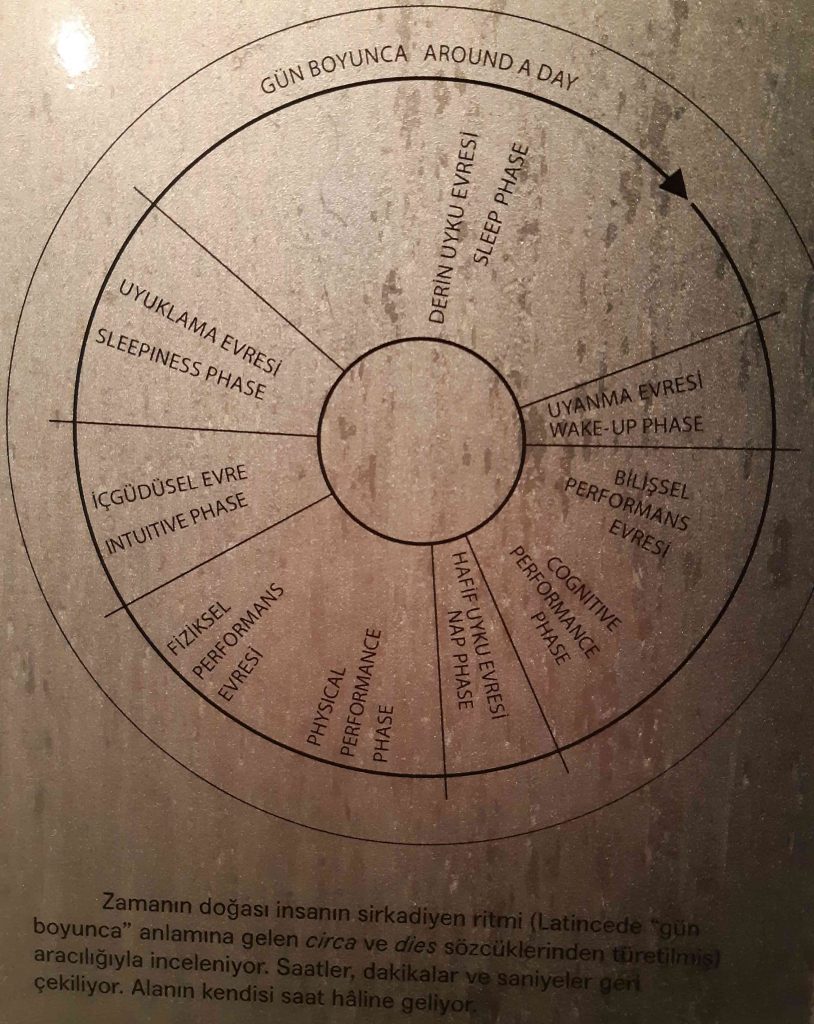 GÜN BOYUNCA AROUND A DAY
DERİN UYKU EVRESİ
SLEEP PHASE
UYANMA EVRESİ
WAKE-UP PHASE
BİLİŞSEL
PERFORMANS
EVRESİ
COGNITIVE
PERFORMANCE
PHASE
HAFİF UYKU EVRESİ
NAP PHASE
FİZİKSEL
PERFORMANS
EVRESİ
PHYSICAL
PERFORMANCE
PHASE
İÇGÜDÜSEL EVRE
INTUITIVE PHASE
UYUKLAMA EVRESİ
SLEEPINESS PHASE
Zamanın doğası insanın sirkadiyen ritmi (Latincede “gün
boyunca” anlamına gelen circa ve dies sözcüklerinden türetilmiş)
aracılığıyla inceleniyor. Saatler, dakikalar ve saniyeler geri
çekiliyor. Alanın kendisi saat hâline geliyor.